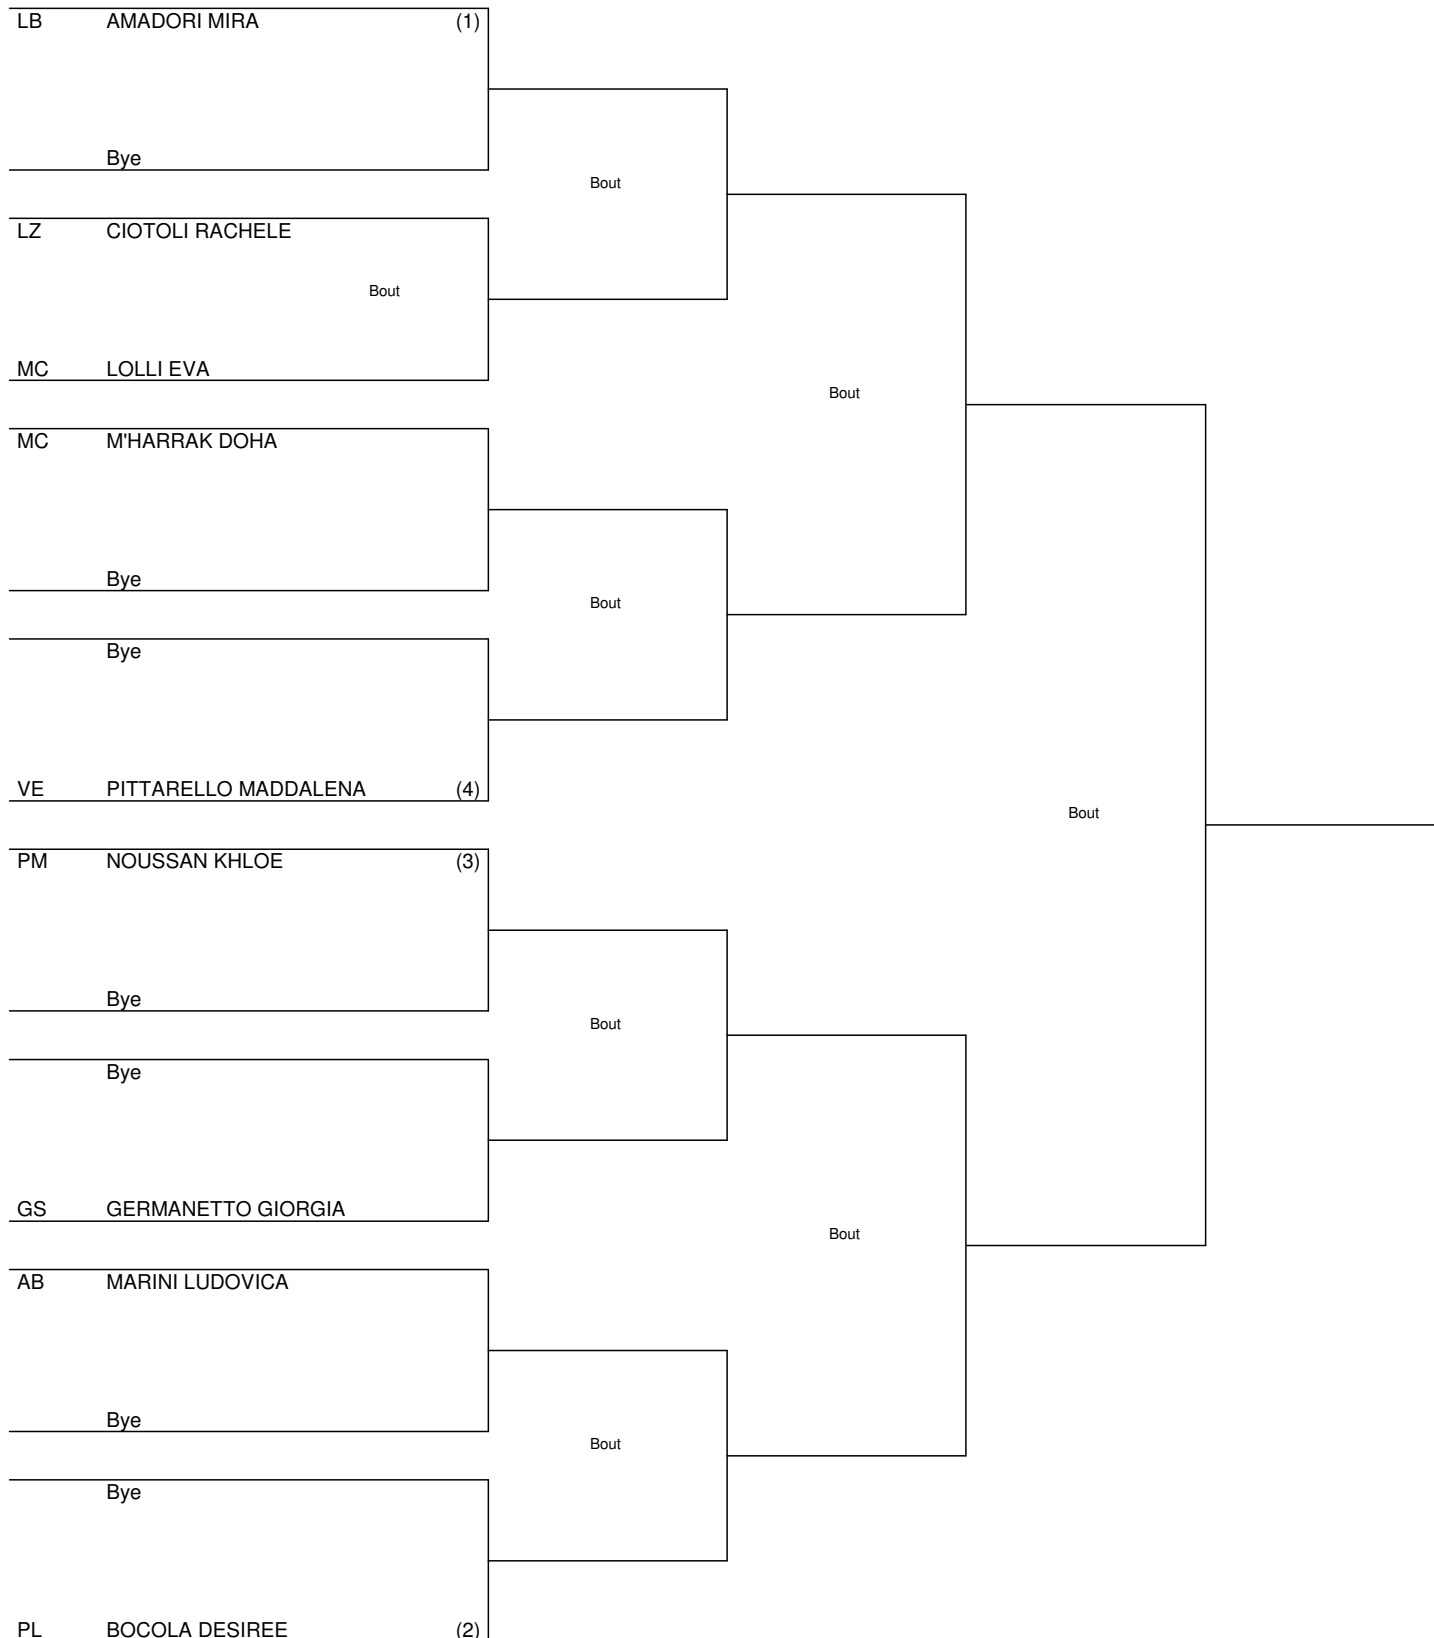 LB AMADORI MIRA (1)
Bye
Bout
LZ CIOTOLI RACHELE
Bout
MC LOLLI EVA
Bout
MC M'HARRAK DOHA
Bye
Bout
Bye
VE PITTARELLO MADDALENA (4)
Bout
PM NOUSSAN KHLOE (3)
Bye
Bout
Bye
GS GERMANETTO GIORGIA
Bout
AB MARINI LUDOVICA
Bye
Bout
Bye
PL BOCOLA DESIREE (2)